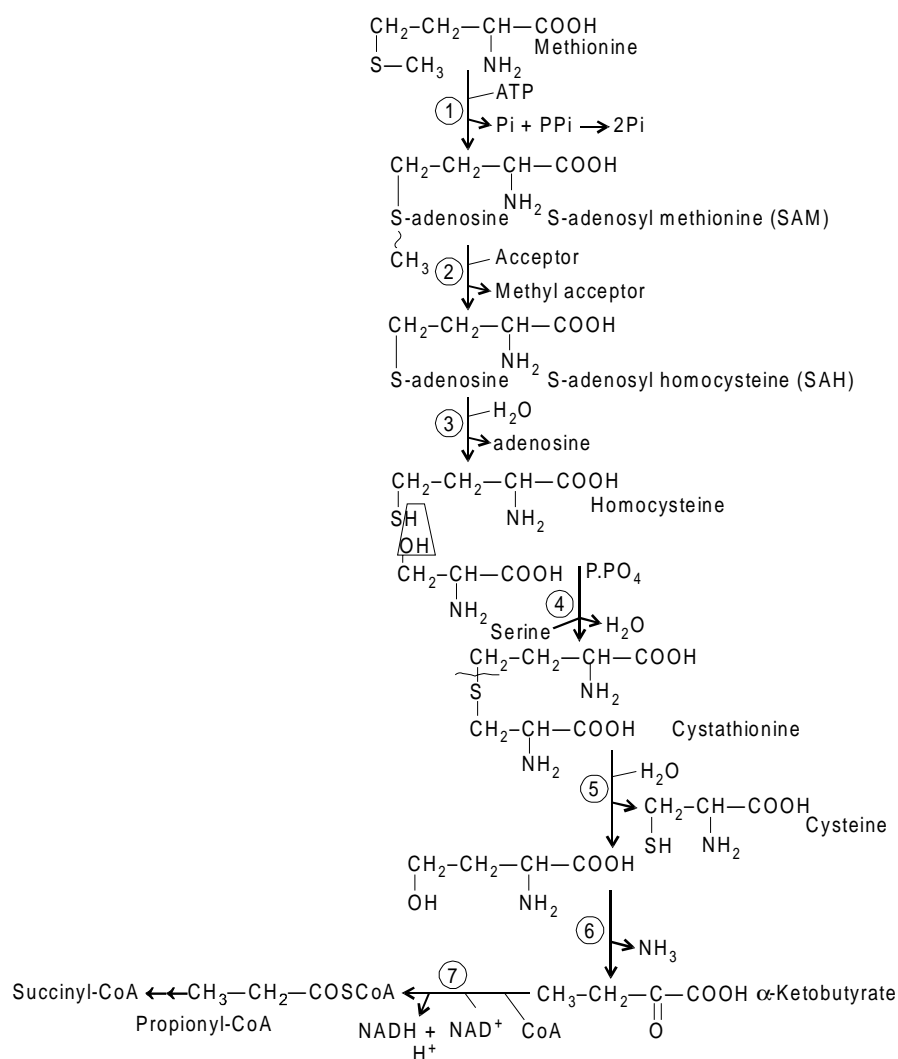 CH2–CH2–CH–COOH
Methionine
S–CH3 NH2
ATP
1
Pi + PPi → 2Pi
CH2–CH2–CH–COOH
NH2
S-adenosine S-adenosyl methionine (SAM)
CH3
Acceptor
2
Methyl acceptor
CH2–CH2–CH–COOH
NH2
S-adenosine S-adenosyl homocysteine (SAH)
H2O
3
adenosine
CH2–CH2–CH–COOH
Homocysteine
SH NH2
OH
CH2–CH–COOH P.PO4
4
NH2
Serine H2O
CH2–CH2–CH–COOH
S NH2
CH2–CH–COOH Cystathionine
NH2
H2O
5
CH2–CH–COOH
Cysteine
SH NH2
CH2–CH2–CH–COOH
OH NH2
6
NH3
7
Succinyl-CoA ←← CH3–CH2–COSCoA CH3–CH2–C–COOH α-Ketobutyrate
Propionyl-CoA
NADH + NAD+ CoA O
H+